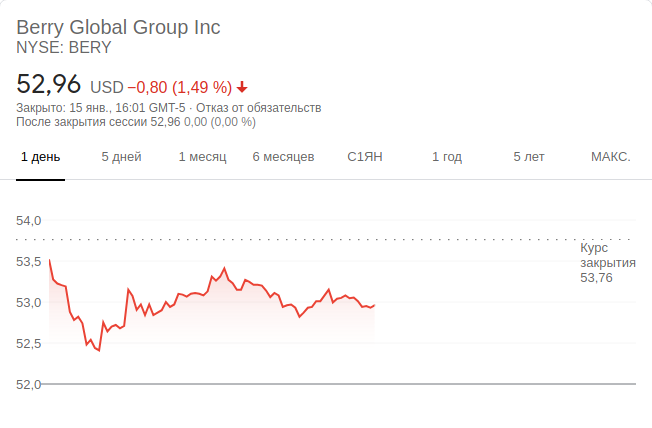 Berry Global Group Inc
NYSE: BERY
52,96 USD −0,80 (1,49 %)
Закрыто: 15 янв., 16:01 GMT-5 · Отказ от обязательств
После закрытия сессии 52,96 0,00 (0,00 %)
1 день 5 дней 1 месяц 6 месяцев С1ЯН 1 год 5 лет МАКС.
54,0
Курс
закрытия
53,76
53,5
53,0
52,5
52,0